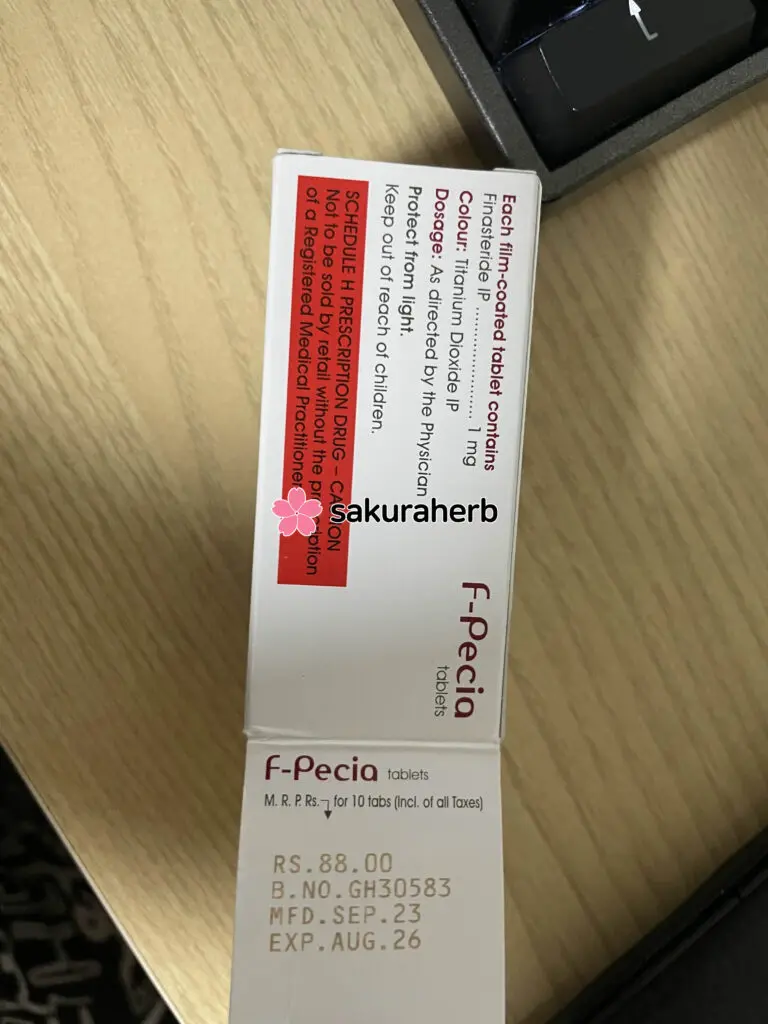 Each film-coated tablet contains
Finasteride IP ...................... 1 mg
Colour: Titanium Dioxide IP
Dosage: As directed by the Physician
Protect from light.
Keep out of reach of children.
SCHEDULE H PRESCRIPTION DRUG –
Not to be sold by retail without the
of a Registered Medical Practitioner
sakuraherb
F-Pecia
tablets
F-Pecia tablets
M. R. P. Rs. for 10 tabs (Incl. of all Taxes)
RS.88.00
B.NO.GH30583
MFD.SEP.23
EXP.AUG.26